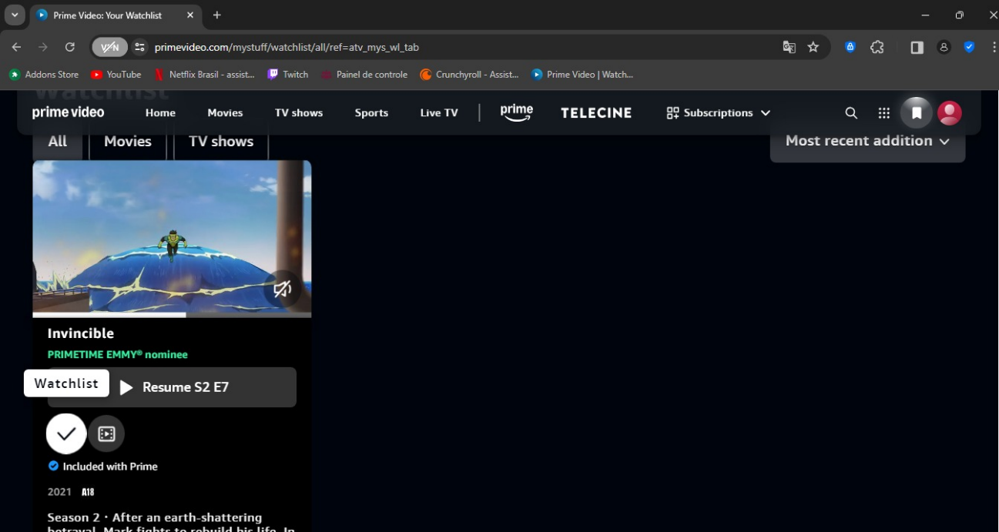 Prime Video: Your Watchlist
VPN
primevideo.com/mystuff/watchlist/all/ref=atv_mys_wl_tab
Addons Store YouTube Netflix Brasil - assist... Twitch Painel de controle Crunchyroll - Assist... Prime Video | Watch...
Watchlist
prime video Home Movies TV shows Sports Live TV prime TELECINE Subscriptions
All Movies TV shows Most recent addition
Invincible
PRIMETIME EMMY® nominee
Watchlist Resume S2 E7
Included with Prime
2021 A18
Season 2 · After an earth-shattering
betrayal, Mark fights to rebuild his life. In